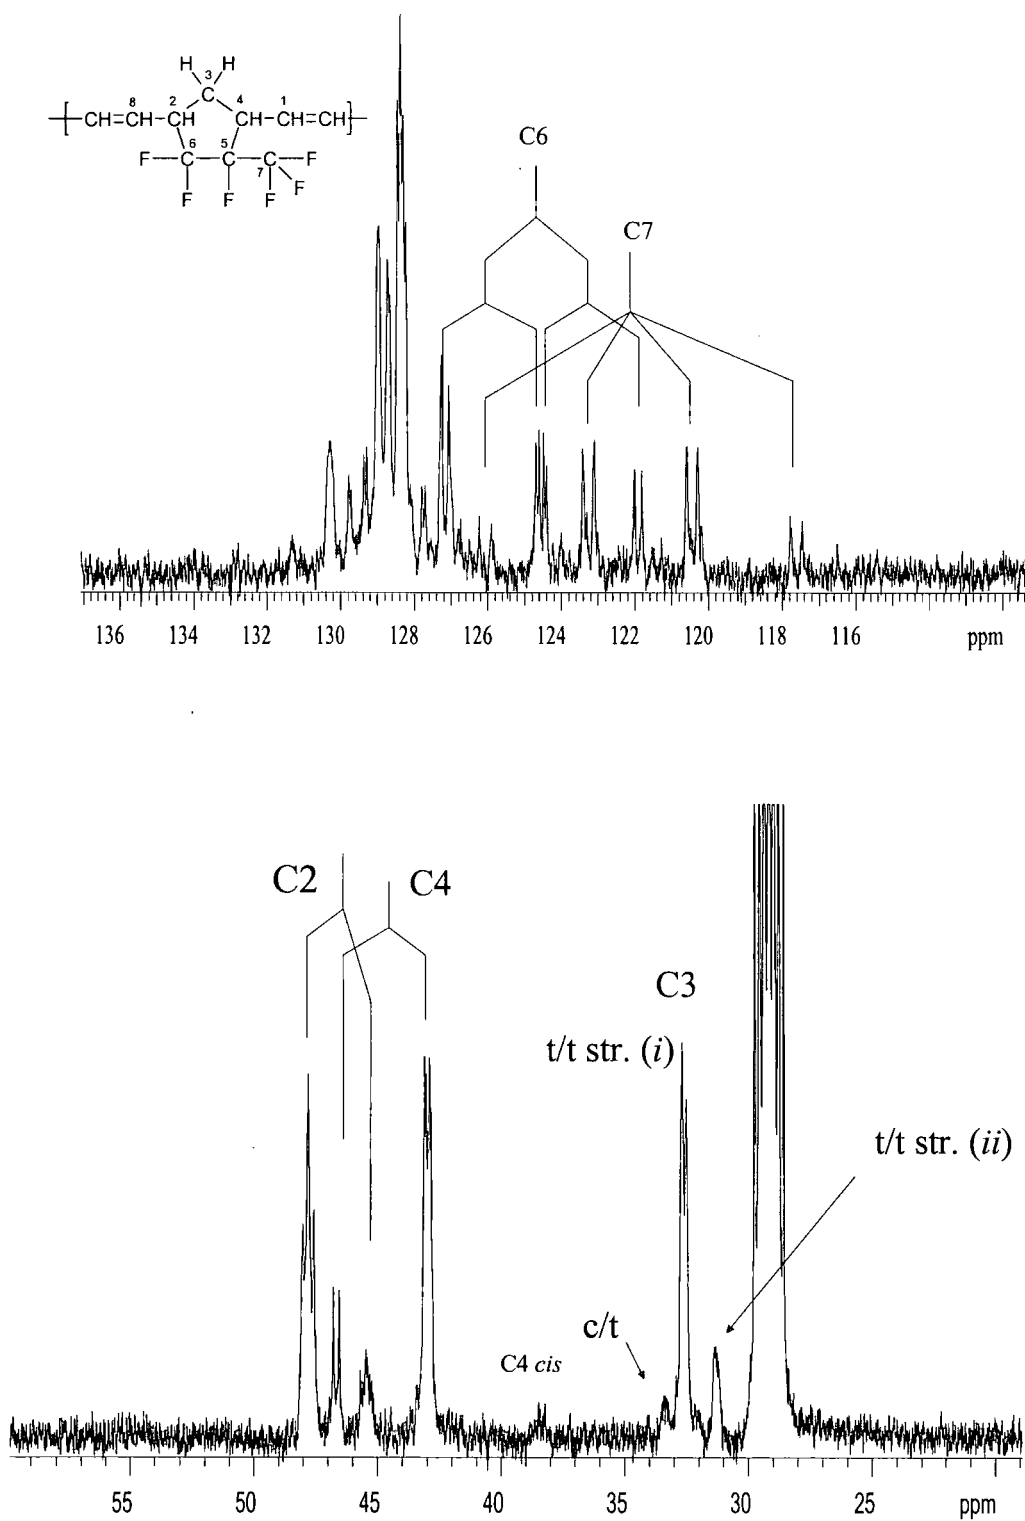 H H
3
8 2 4 1
CH=CH—CH CH—CH=CH
6 5
F—C—C—C—F
7
F F F F
C6
C7
136 134 132 130 128 126 124 122 120 118 116 ppm
C2 C4
C3
t/t str. (i)
t/t str. (ii)
c/t
C4 cis
55 50 45 40 35 30 25 ppm